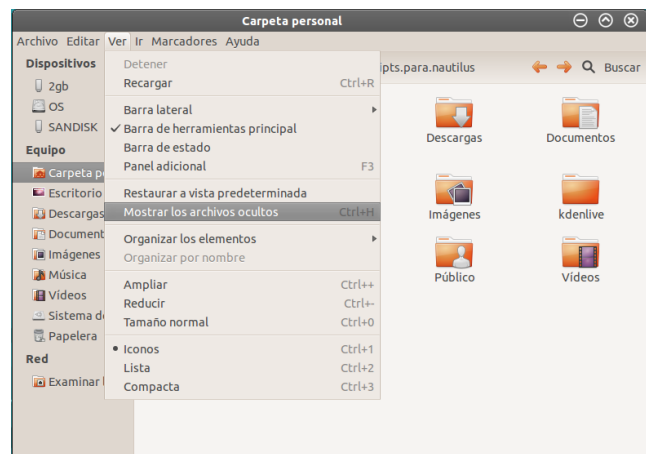 Carpeta personal
Archivo Editar Ver Ir Marcadores Ayuda
Dispositivos
2gb
OS
SANDISK
Equipo
Carpeta pe
Escritorio
Descargas
Document
Imágenes
Música
Vídeos
Sistema de
Papelera
Red
Examinar l
Detener
Recargar Ctrl+R
Barra lateral
Barra de herramientas principal
Barra de estado
Panel adicional F3
Restaurar a vista predeterminada
Mostrar los archivos ocultos Ctrl+H
Organizar los elementos
Organizar por nombre
Ampliar Ctrl++
Reducir Ctrl+-
Tamaño normal Ctrl+0
Iconos Ctrl+1
Lista Ctrl+2
Compacta Ctrl+3
ipts.para.nautilus Buscar
Descargas Documentos
Imágenes kdenlive
Público Vídeos